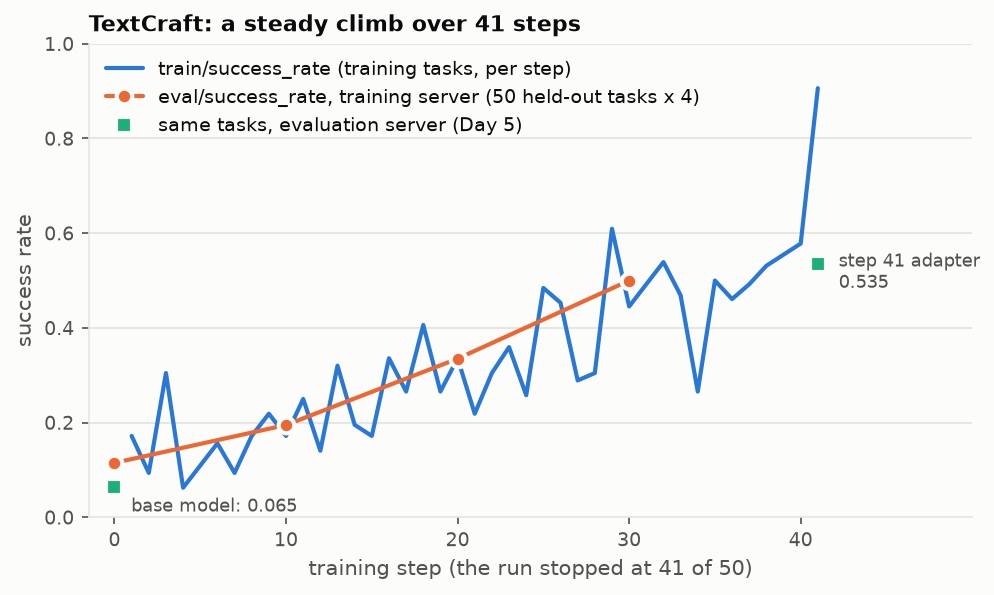 TextCraft: a steady climb over 41 steps
train/success_rate (training tasks, per step)
eval/success_rate, training server (50 held-out tasks x 4)
same tasks, evaluation server (Day 5)
success rate
1.0
0.8
0.6
0.4
0.2
0.0
step 41 adapter
0.535
base model: 0.065
0
10
20
30
40
training step (the run stopped at 41 of 50)